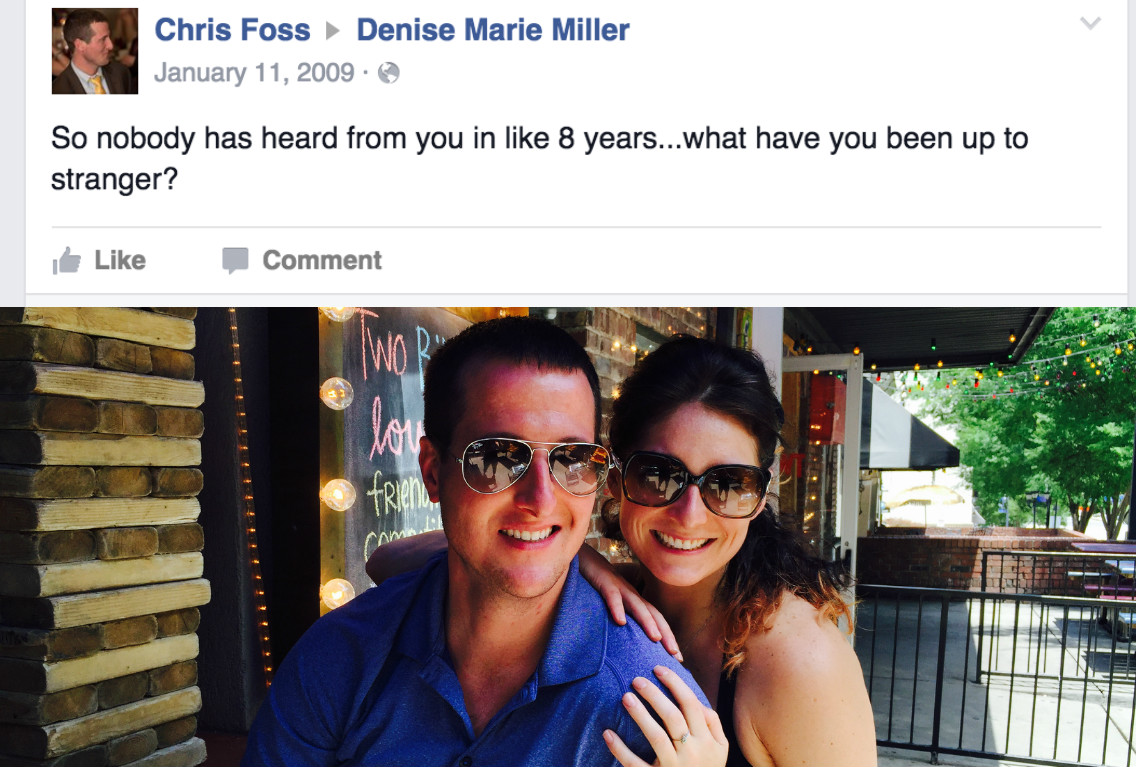 Chris Foss ▶ Denise Marie Miller
January 11, 2009 ·
So nobody has heard from you in like 8 years...what have you been up to
stranger?
Like Comment
Two
friend